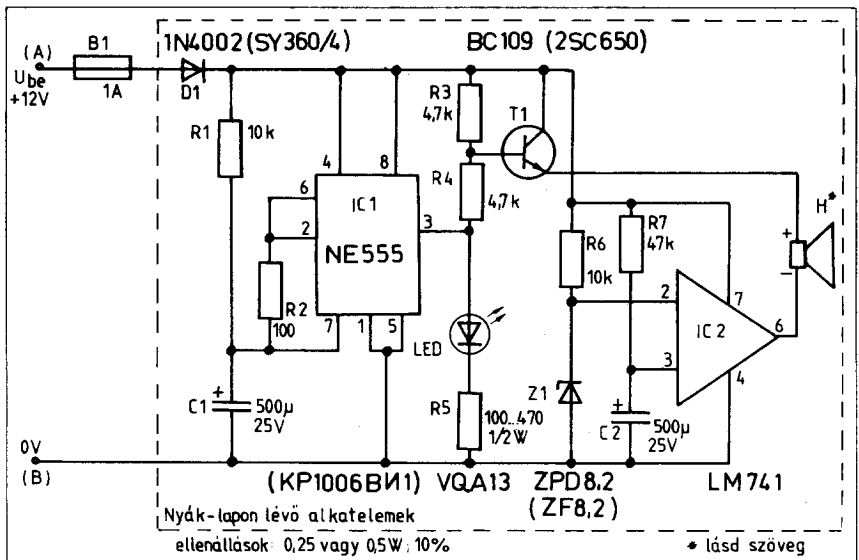 1N4002 (SY360/4)
BC109 (2SC650)
(A)
U be
+12V
B1
1A
D1
R1
10k
4
8
R3
4,7k
T1
R4
4,7k
6
IC1
3
2
NE555
R2
100
7
1
5
LED
C1
+
500µ
25V
R5
100...470
1/2W
R6
10k
R7
47k
H*
+
-
2
7
IC 2
6
3
4
Z1
C2
+
500µ
25V
0V
(B)
(КР1006ВИ1)
VQA13
ZPD8.2
(ZF8,2)
LM741
Nyák-lapon lévő alkatelemek
ellenállások: 0,25 vagy 0,5W; 10%
* lásd szöveg